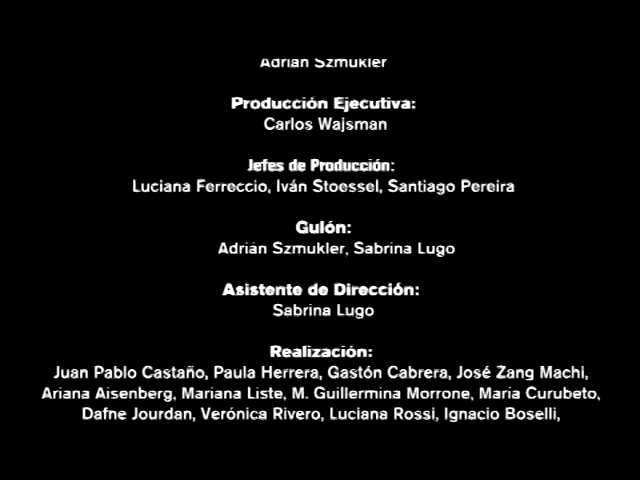 Adrián Szmukler
Producción Ejecutiva:
Carlos Wajsman
Jefes de Producción:
Luciana Ferreccio, Iván Stoessel, Santiago Pereira
Guión:
Adrián Szmukler, Sabrina Lugo
Asistente de Dirección:
Sabrina Lugo
Realización:
Juan Pablo Castaño, Paula Herrera, Gastón Cabrera, José Zang Machi,
Ariana Aisenberg, Mariana Liste, M. Guillermina Morrone, María Curubeto,
Dafne Jourdan, Verónica Rivero, Luciana Rossi, Ignacio Boselli,